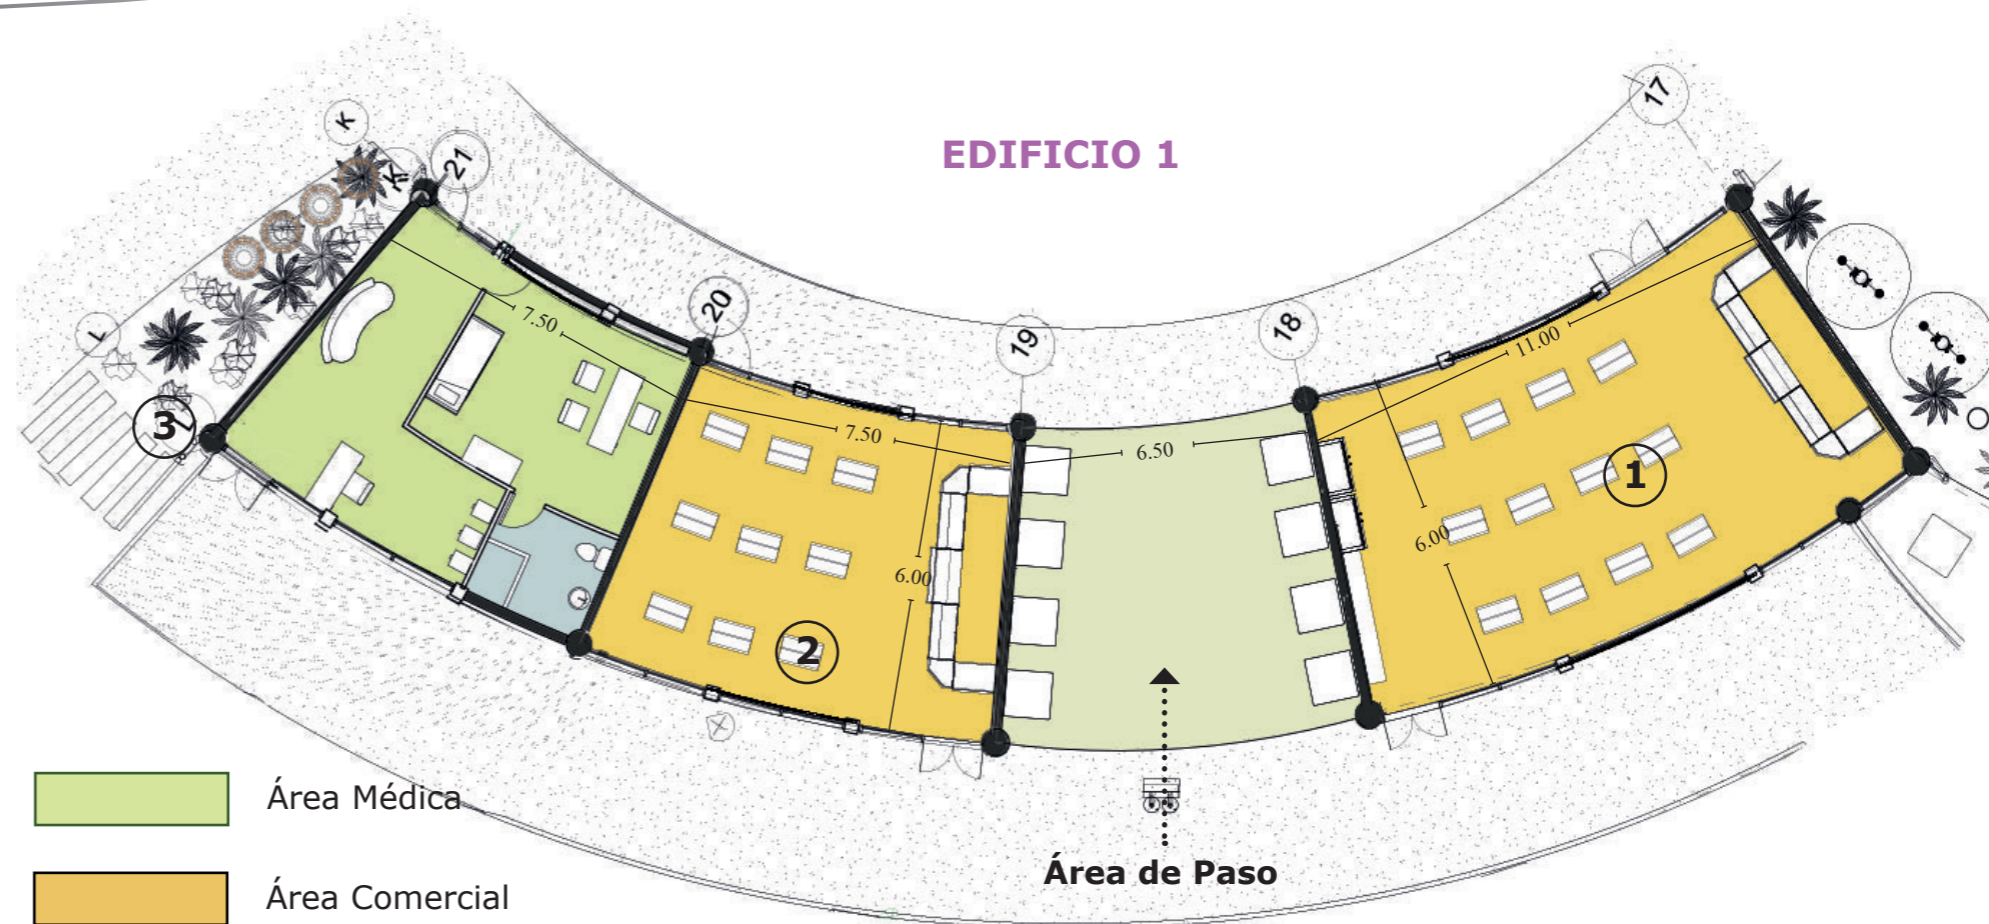 EDIFICIO 1
17
K
K
21
20
19
18
L
7.50
7.50
6.50
11.00
3
1
6.00
6.00
2
Área Médica
Área de Paso
Área Comercial